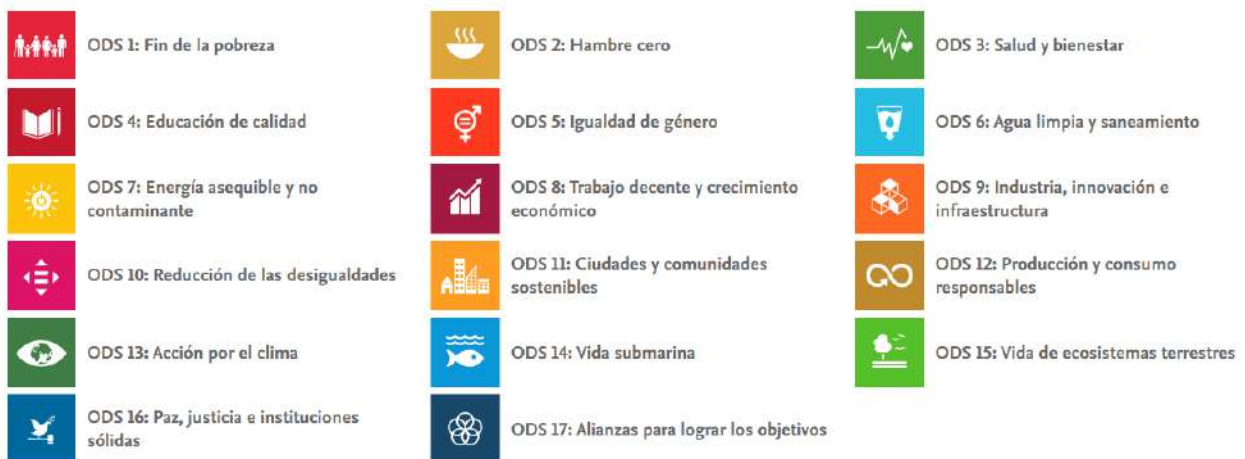 ODS 1: Fin de la pobreza
ODS 2: Hambre cero
ODS 3: Salud y bienestar
ODS 4: Educación de calidad
ODS 5: Igualdad de género
ODS 6: Agua limpia y saneamiento
ODS 7: Energía asequible y no
contaminante
ODS 8: Trabajo decente y crecimiento
económico
ODS 9: Industria, innovación e
infraestructura
ODS 10: Reducción de las desigualdades
ODS 11: Ciudades y comunidades
sostenibles
ODS 12: Producción y consumo
responsables
ODS 13: Acción por el clima
ODS 14: Vida submarina
ODS 15: Vida de ecosistemas terrestres
ODS 16: Paz, justicia e instituciones
sólidas
ODS 17: Alianzas para lograr los objetivos